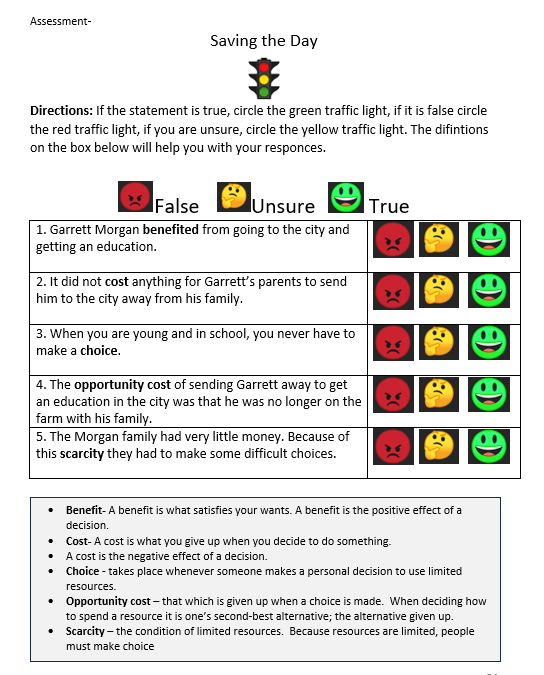 Assessment-
Saving the Day
Directions: If the statement is true, circle the green traffic light, if it is false circle
the red traffic light, if you are unsure, circle the yellow traffic light. The difintions
on the box below will help you with your responces.
False Unsure True
1. Garrett Morgan benefited from going to the city and
getting an education.
2. It did not cost anything for Garrett’s parents to send
him to the city away from his family.
3. When you are young and in school, you never have to
make a choice.
4. The opportunity cost of sending Garrett away to get
an education in the city was that he was no longer on the
farm with his family.
5. The Morgan family had very little money. Because of
this scarcity they had to make some difficult choices.
• Benefit- A benefit is what satisfies your wants. A benefit is the positive effect of a
decision.
• Cost- A cost is what you give up when you decide to do something.
• A cost is the negative effect of a decision.
• Choice - takes place whenever someone makes a personal decision to use limited
resources.
• Opportunity cost – that which is given up when a choice is made. When deciding how
to spend a resource it is one’s second-best alternative; the alternative given up.
• Scarcity – the condition of limited resources. Because resources are limited, people
must make choice